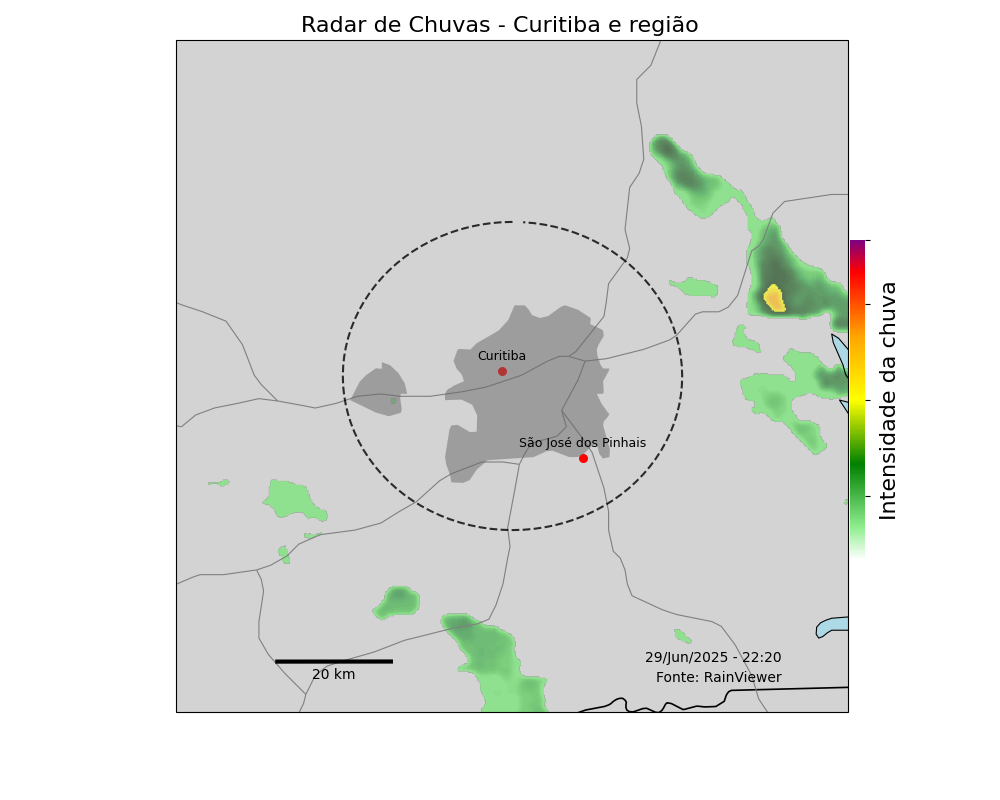 Radar de Chuvas - Curitiba e região
Curitiba
São José dos Pinhais
Intensidade da chuva
29/Jun/2025 - 22:20
Fonte: RainViewer
20 km